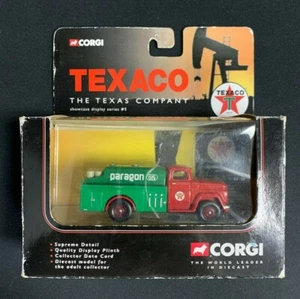 CORGI
TEXACO
THE TEXAS COMPANY
showcase display series #5
TEXACO
T
paragon
• Supreme Detail
• Quality Display Plinth
• Collector Data Card
• Diecast model for
the adult collector
CORGI
THE WORLD LEADER
IN DIECAST